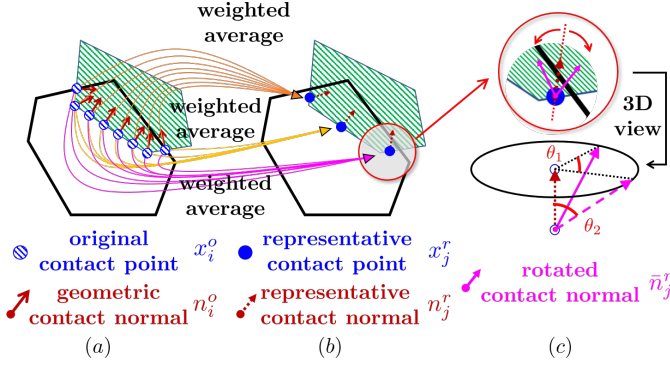 weighted
average
weighted
average
weighted
average
3D
view
θ₁
θ₂
original
contact point
x_i^o
representative
contact point
x_j^r
geometric
contact normal
n_i^o
representative
contact normal
n_j^r
rotated
contact normal
n̄_j^r
(a)
(b)
(c)